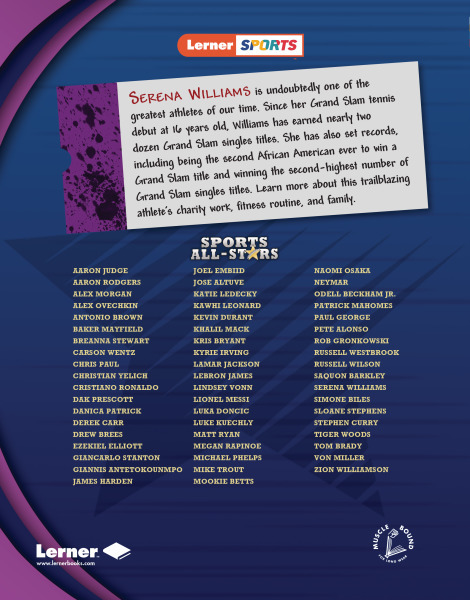 Lerner SPORTS
SERENA WILLIAMS is undoubtedly one of the
greatest athletes of our time. Since her Grand Slam tennis
debut at 16 years old, Williams has earned nearly two
dozen Grand Slam singles titles. She has also set records,
including being the second African American ever to win a
Grand Slam title and winning the second-highest number of
Grand Slam singles titles. Learn more about this trailblazing
athlete's charity work, fitness routine, and family.
SPORTS
ALL-STARS
AARON JUDGE
AARON RODGERS
ALEX MORGAN
ALEX OVECHKIN
ANTONIO BROWN
BAKER MAYFIELD
BREANNA STEWART
CARSON WENTZ
CHRIS PAUL
CHRISTIAN YELICH
CRISTIANO RONALDO
DAK PRESCOTT
DANICA PATRICK
DEREK CARR
DREW BREES
EZEKIEL ELLIOTT
GIANCARLO STANTON
GIANNIS ANTETOKOUNMPO
JAMES HARDEN
JOEL EMBIID
JOSE ALTUVE
KATIE LEDECKY
KAWHI LEONARD
KEVIN DURANT
KHALIL MACK
KRIS BRYANT
KYRIE IRVING
LAMAR JACKSON
LEBRON JAMES
LINDSEY VONN
LIONEL MESSI
LUKA DONCIC
LUKE KUECHLY
MATT RYAN
MEGAN RAPINOE
MICHAEL PHELPS
MIKE TROUT
MOOKIE BETTS
NAOMI OSAKA
NEYMAR
ODELL BECKHAM JR.
PATRICK MAHOMES
PAUL GEORGE
PETE ALONSO
ROB GRONKOWSKI
RUSSELL WESTBROOK
RUSSELL WILSON
SAQUON BARKLEY
SERENA WILLIAMS
SIMONE BILES
SLOANE STEPHENS
STEPHEN CURRY
TIGER WOODS
TOM BRADY
VON MILLER
ZION WILLIAMSON
Lerner
www.lernerbooks.com
MUSCLE BOUND
FOR LONG WEAR